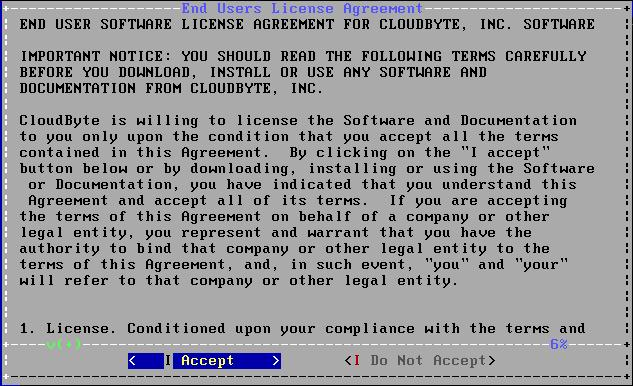 End Users License Agreement
END USER SOFTWARE LICENSE AGREEMENT FOR CLOUDBYTE, INC. SOFTWARE
IMPORTANT NOTICE: YOU SHOULD READ THE FOLLOWING TERMS CAREFULLY
BEFORE YOU DOWNLOAD, INSTALL OR USE ANY SOFTWARE AND
DOCUMENTATION FROM CLOUDBYTE, INC.
CloudByte is willing to license the Software and Documentation
to you only upon the condition that you accept all the terms
contained in this Agreement.  By clicking on the "I accept"
button below or by downloading, installing or using the Software
or Documentation, you have indicated that you understand this
Agreement and accept all of its terms.  If you are accepting
the terms of this Agreement on behalf of a company or other
legal entity, you represent and warrant that you have the
authority to bind that company or other legal entity to the
terms of this Agreement, and, in such event, "you" and "your"
will refer to that company or other legal entity.
1. License. Conditioned upon your compliance with the terms and
v(+) 6%
< I Accept > <I Do Not Accept>